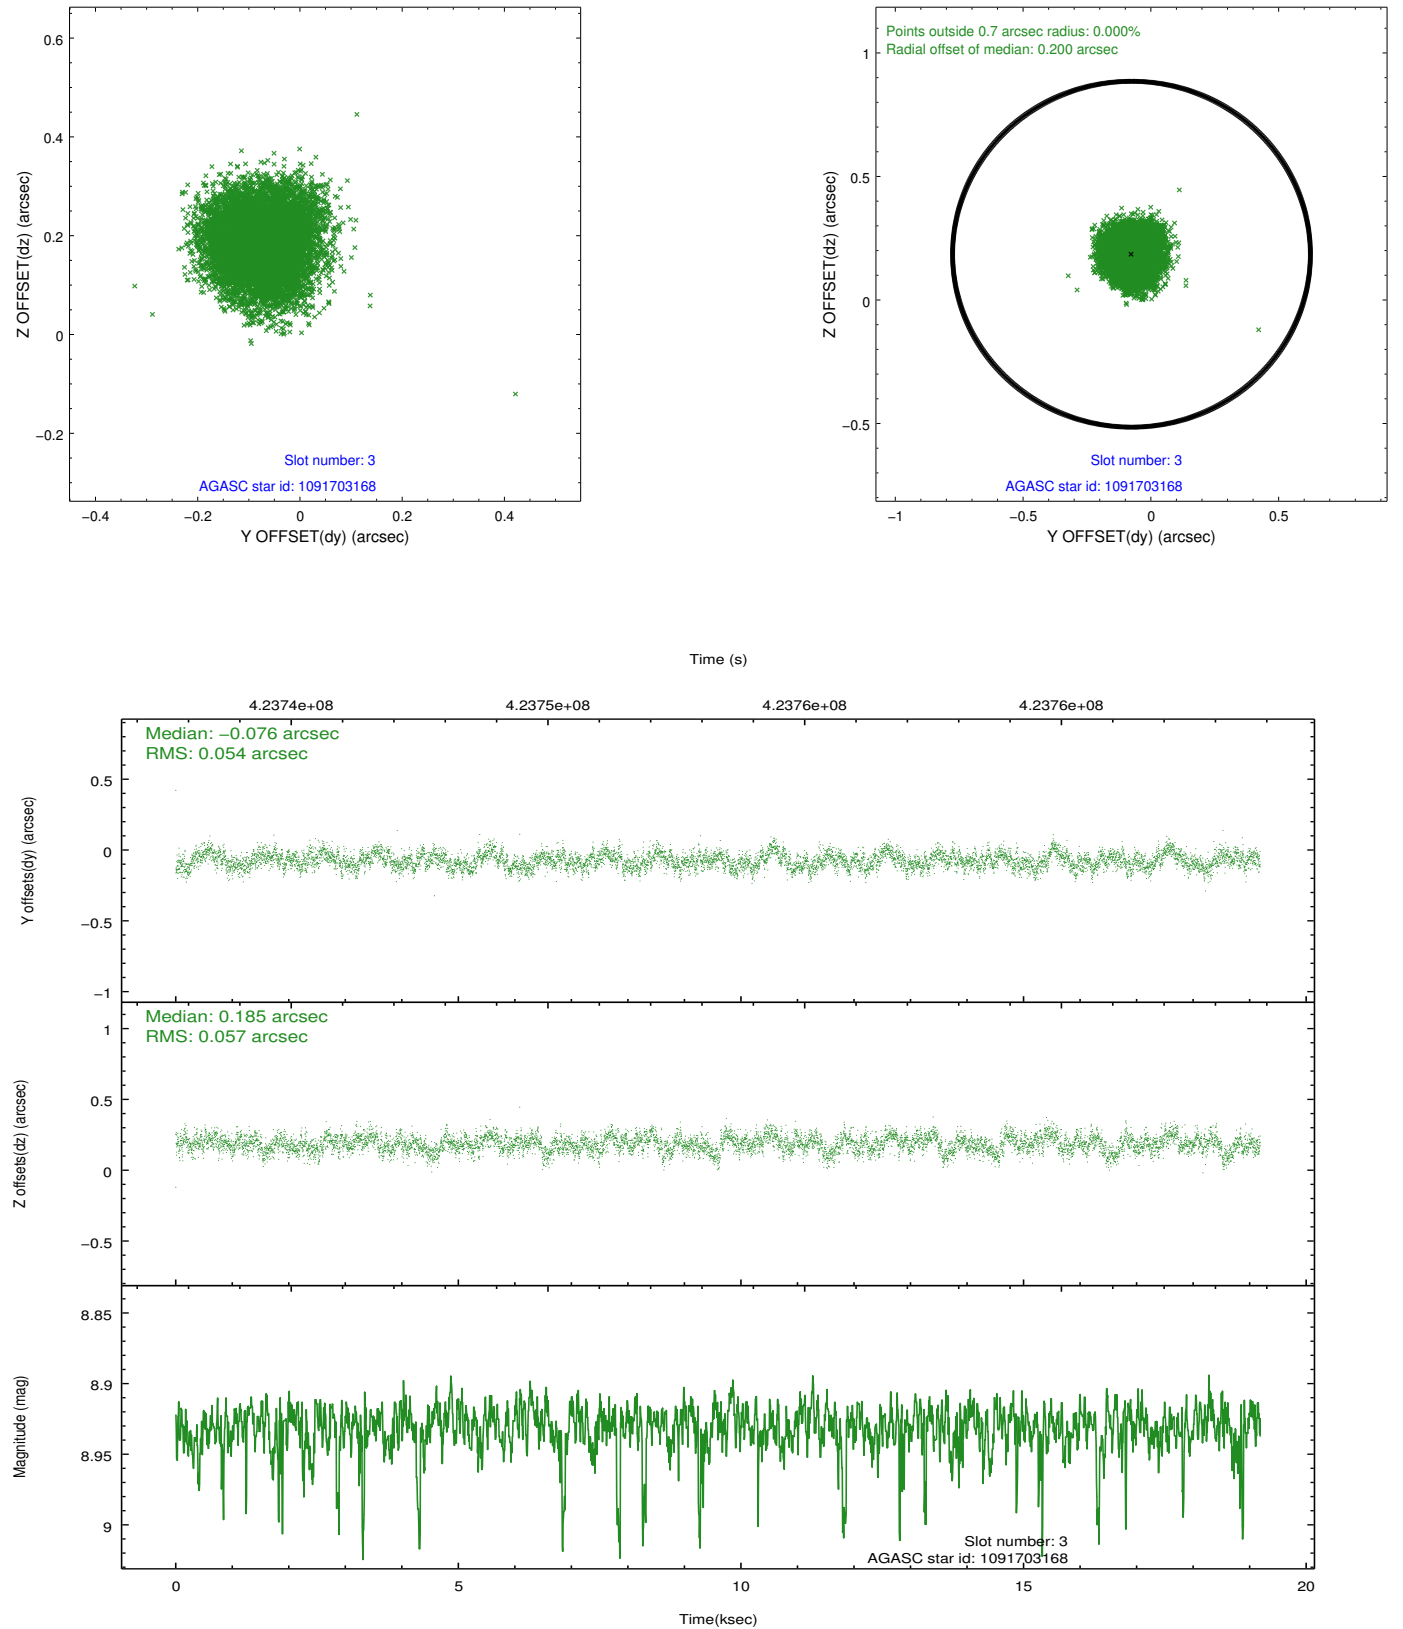 0.6
0.4
0.2
0
−0.2
Z OFFSET(dz) (arcsec)
Slot number: 3
AGASC star id: 1091703168
−0.4
−0.2
0
0.2
0.4
Y OFFSET(dy) (arcsec)
Points outside 0.7 arcsec radius: 0.000%
Radial offset of median: 0.200 arcsec
1
0.5
0
−0.5
Z OFFSET(dz) (arcsec)
Slot number: 3
AGASC star id: 1091703168
−1
−0.5
0
0.5
Y OFFSET(dy) (arcsec)
Time (s)
4.2374e+08
4.2375e+08
4.2376e+08
4.2376e+08
Median: −0.076 arcsec
RMS: 0.054 arcsec
0.5
0
−0.5
−1
Y offsets(dy) (arcsec)
Median: 0.185 arcsec
RMS: 0.057 arcsec
1
0.5
0
−0.5
Z offsets(dz) (arcsec)
8.85
8.9
8.95
9
Magnitude (mag)
Slot number: 3
AGASC star id: 1091703168
0
5
10
15
20
Time(ksec)